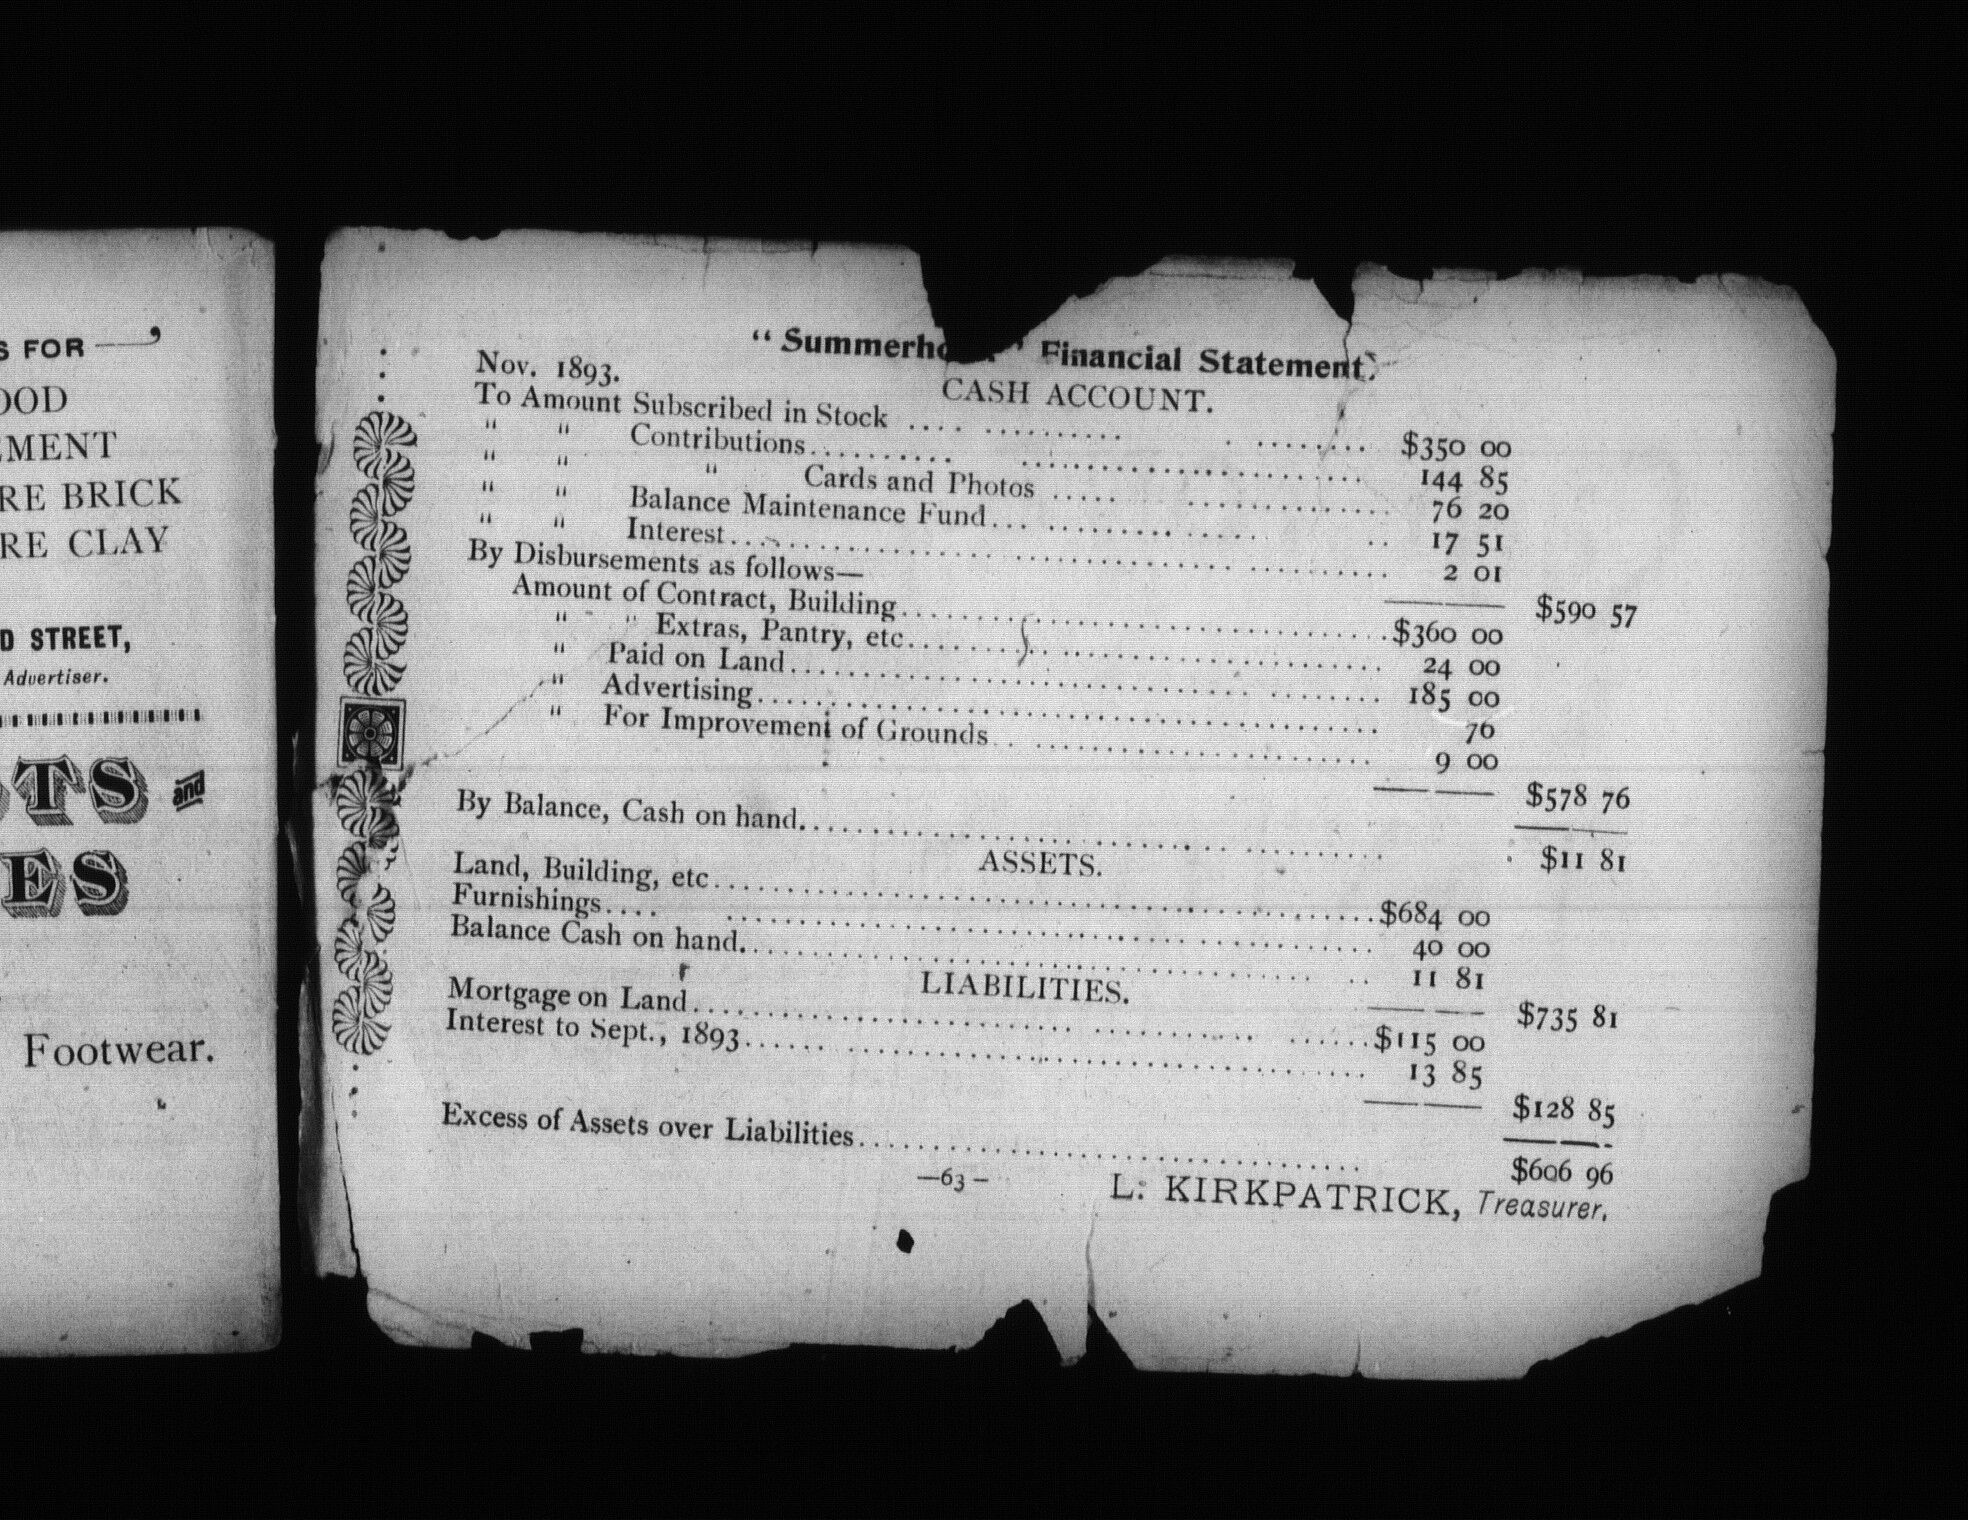 S FOR
OOD
EMENT
RE BRICK
RE CLAY
D STREET,
Advertiser.
TS and
ES
Footwear.
" Financial Statement.
Nov. 1893.
CASH ACCOUNT.
To Amount Subscribed in Stock .... .......... . ....... $350 00
" " Contributions.......... ..................... 144 85
" " " Cards and Photos ..... ............. 76 20
" " Balance Maintenance Fund... .......... ...... .. 17 51
" " Interest.... ............... ......... 2 01
$590 57
By Disbursements as follows—
Amount of Contract, Building..............................$360 00
" " Extras, Pantry, etc.............................. 24 00
" Paid on Land.............................. 185 00
" Advertising.............................. 76
" For Improvement of Grounds.. .................... 9 00
$578 76
By Balance, Cash on hand.............................. $11 81
ASSETS.
Land, Building, etc..............................$684 00
Furnishings.... .............................. 40 00
Balance Cash on hand.............................. .. 11 81
$735 81
LIABILITIES.
Mortgage on Land.............................. ......$115 00
Interest to Sept., 1893...... ........................ 13 85
$128 85
Excess of Assets over Liabilities.............................. $606 96
L. KIRKPATRICK, Treasurer.
—63—